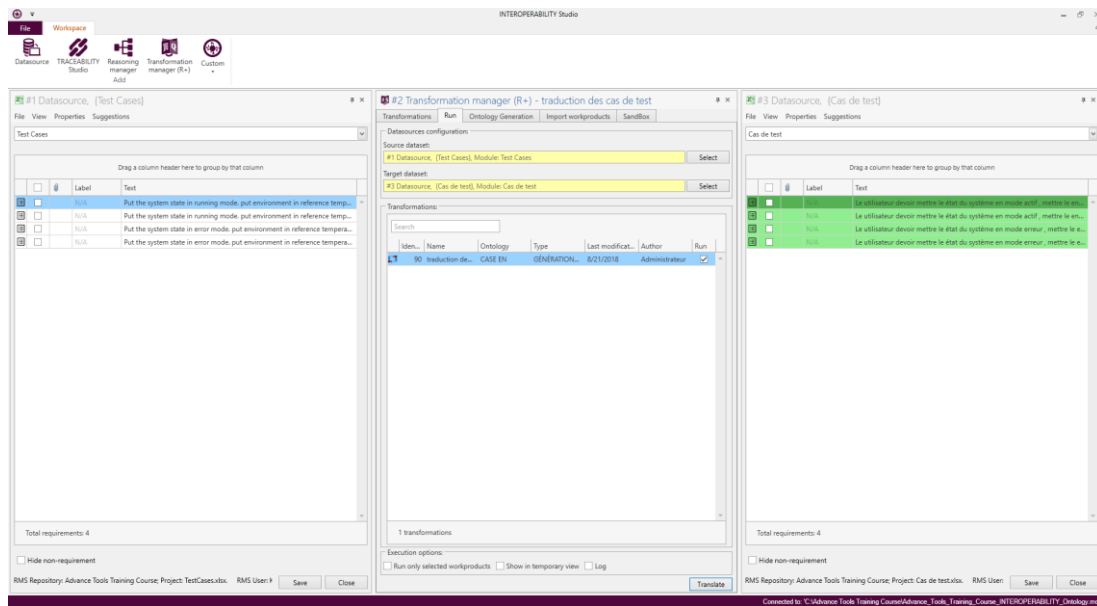 INTEROPERABILITY Studio
File Workspace
Datasource TRACEABILITY Studio Reasoning manager Transformation manager (R+) Custom
Add
#1 Datasource, {Test Cases}
File View Properties Suggestions
Test Cases
Drag a column header here to group by that column
Label Text
N/A Put the system state in running mode. put environment in reference temp...
N/A Put the system state in running mode. put environment in reference temp...
N/A Put the system state in error mode. put environment in reference tempera...
N/A Put the system state in error mode. put environment in reference tempera...
Total requirements: 4
Hide non-requirement
RMS Repository: Advance Tools Training Course; Project: TestCases.xlsx. RMS User: Save Close
#2 Transformation manager (R+) - traduction des cas de test
Transformations Run Ontology Generation Import workproducts SandBox
Datasources configuration:
Source dataset:
#1 Datasource, {Test Cases}, Module: Test Cases Select
Target dataset:
#3 Datasource, {Cas de test}, Module: Cas de test Select
Transformations:
Search
Iden... Name Ontology Type Last modificat... Author Run
90 traduction de... CASE EN GÉNÉRATION... 8/21/2018 Administrateur
1 transformations
Execution options:
Run only selected workproducts Show in temporary view Log
Translate
#3 Datasource, {Cas de test}
File View Properties Suggestions
Cas de test
Drag a column header here to group by that column
Label Text
N/A Le utilisateur devoir mettre le état du système en mode actif , mettre le en...
N/A Le utilisateur devoir mettre le état du système en mode actif , mettre le en...
N/A Le utilisateur devoir mettre le état du système en mode erreur , mettre le e...
N/A Le utilisateur devoir mettre le état du système en mode erreur , mettre le e...
Total requirements: 4
Hide non-requirement
RMS Repository: Advance Tools Training Course; Project: Cas de test.xlsx. RMS User: Save Close
Connected to: 'C:\Advance Tools Training Course\Advance_Tools_Training_Course_INTEROPERABILITY_Ontology.m